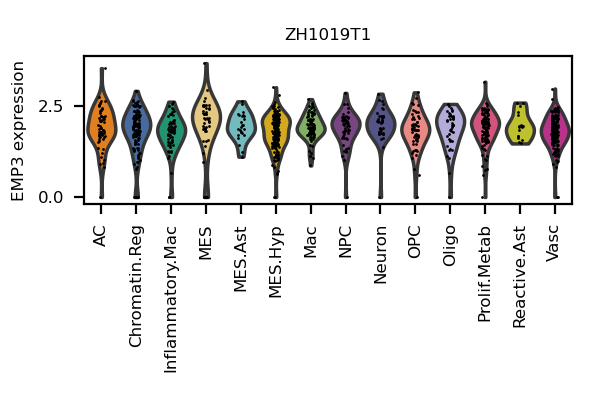 ZH1019T1
EMP3 expression
2.5
0.0
AC
Chromatin.Reg
Inflammatory.Mac
MES
MES.Ast
MES.Hyp
Mac
NPC
Neuron
OPC
Oligo
Prolif.Metab
Reactive.Ast
Vasc